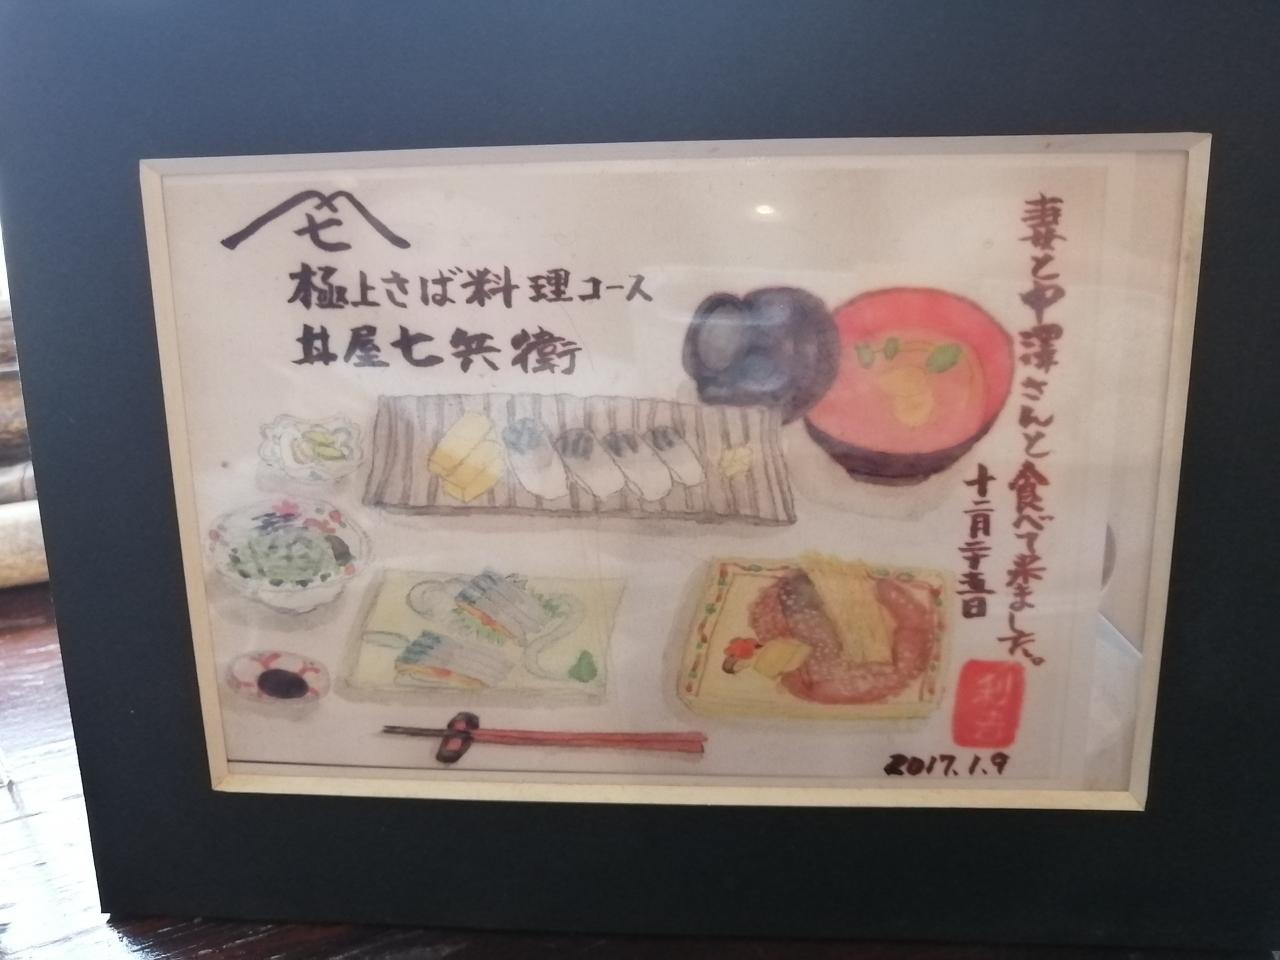 七
極上さば料理コース
丼屋七兵衛
妻と中澤さんと食べて来ました。
十二月二十五日
利吉
2017.1.9